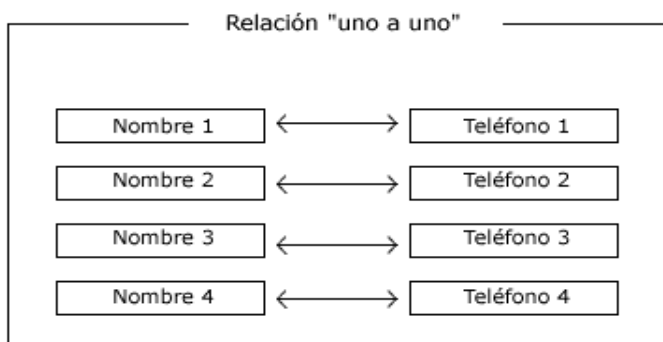 Relación "uno a uno"
Nombre 1 Teléfono 1
Nombre 2 Teléfono 2
Nombre 3 Teléfono 3
Nombre 4 Teléfono 4